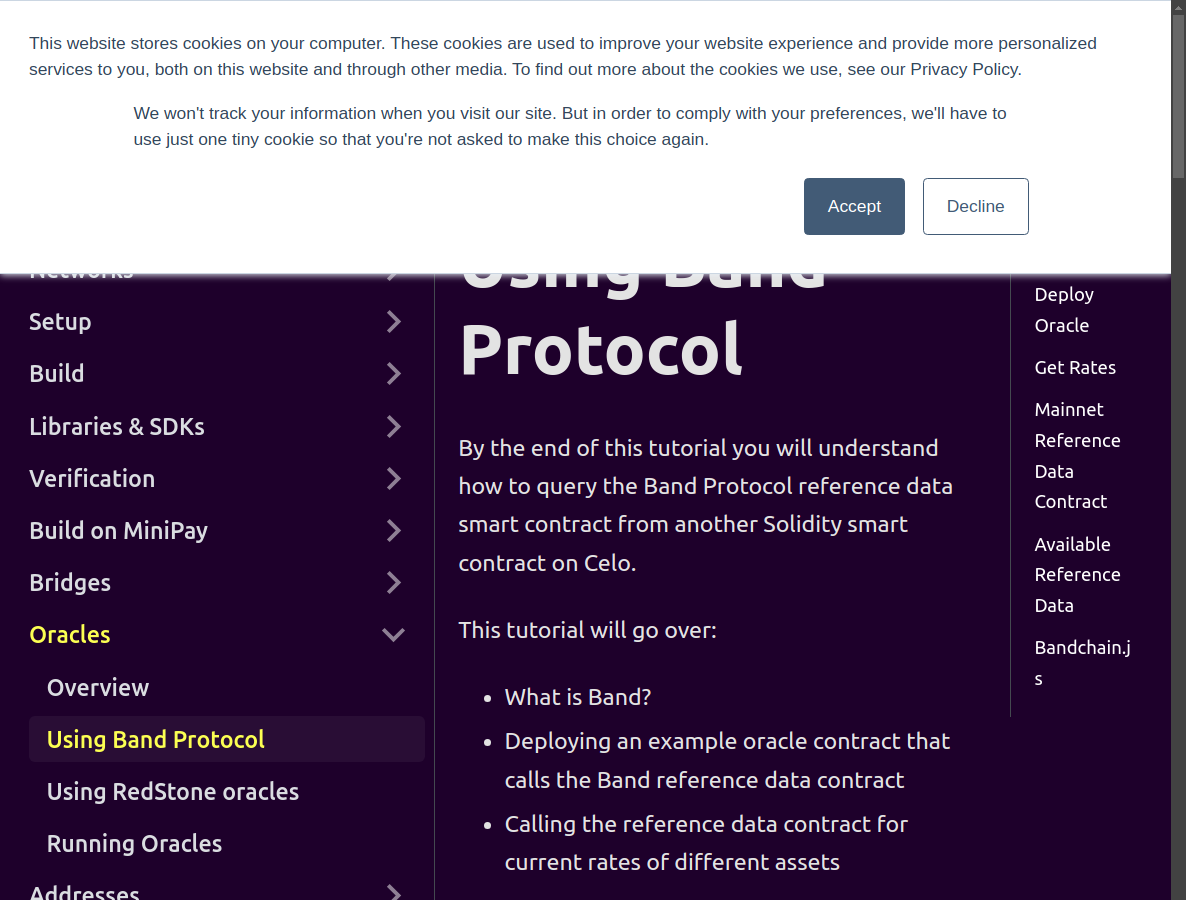 This website stores cookies on your computer. These cookies are used to improve your website experience and provide more personalized
services to you, both on this website and through other media. To find out more about the cookies we use, see our Privacy Policy.
We won't track your information when you visit our site. But in order to comply with your preferences, we'll have to
use just one tiny cookie so that you're not asked to make this choice again.
Accept
Decline
Networks
Setup
Build
Libraries & SDKs
Verification
Build on MiniPay
Bridges
Oracles
Overview
Using Band Protocol
Using RedStone oracles
Running Oracles
Addresses
Using Band
Protocol
By the end of this tutorial you will understand
how to query the Band Protocol reference data
smart contract from another Solidity smart
contract on Celo.
This tutorial will go over:
What is Band?
Deploying an example oracle contract that
calls the Band reference data contract
Calling the reference data contract for
current rates of different assets
Deploy
Oracle
Get Rates
Mainnet
Reference
Data
Contract
Available
Reference
Data
Bandchain.j
s